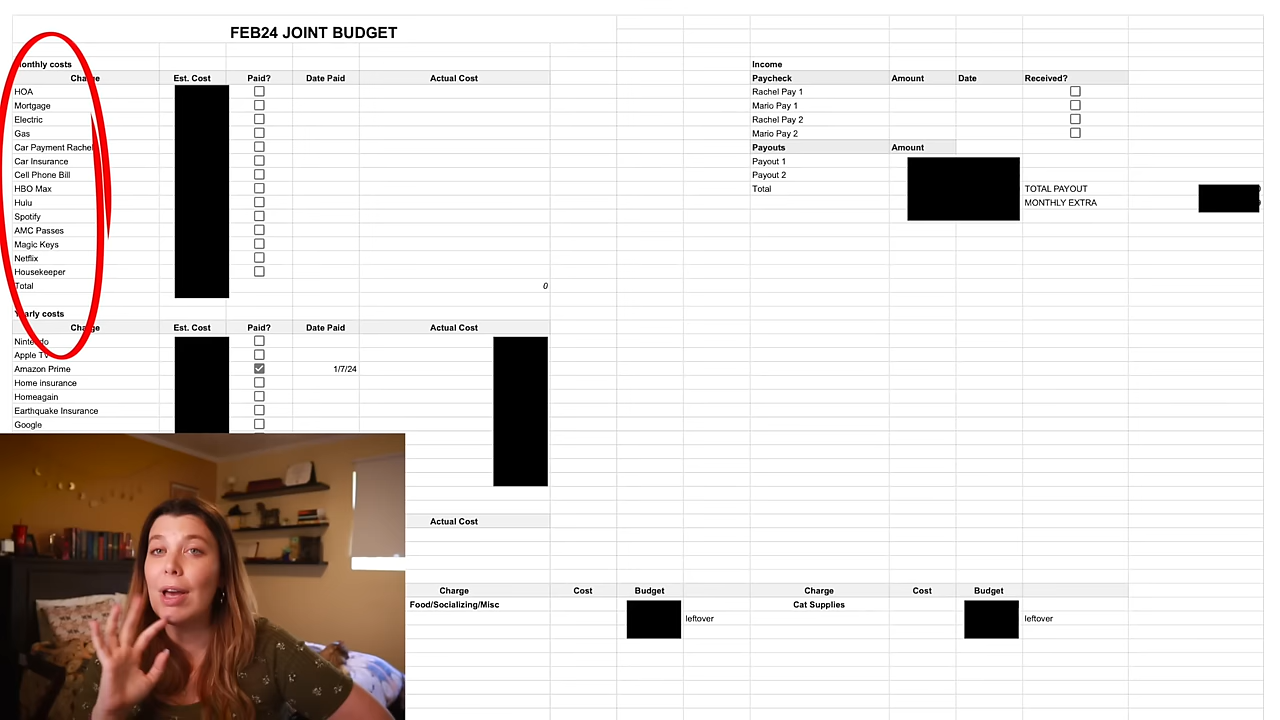 FEB24 JOINT BUDGET
Monthly costs
Charge Est. Cost Paid? Date Paid Actual Cost
HOA
Mortgage
Electric
Gas
Car Payment Rachel
Car Insurance
Cell Phone Bill
HBO Max
Hulu
Spotify
AMC Passes
Magic Keys
Netflix
Housekeeper
Total 0
Yearly costs
Charge Est. Cost Paid? Date Paid Actual Cost
Nintendo
Apple TV
Amazon Prime 1/7/24
Home insurance
Homeagain
Earthquake Insurance
Google
Actual Cost
Income
Paycheck Amount Date Received?
Rachel Pay 1
Mario Pay 1
Rachel Pay 2
Mario Pay 2
Payouts Amount
Payout 1
Payout 2
Total TOTAL PAYOUT
MONTHLY EXTRA
Charge Cost Budget Charge Cost Budget
Food/Socializing/Misc Cat Supplies
leftover leftover